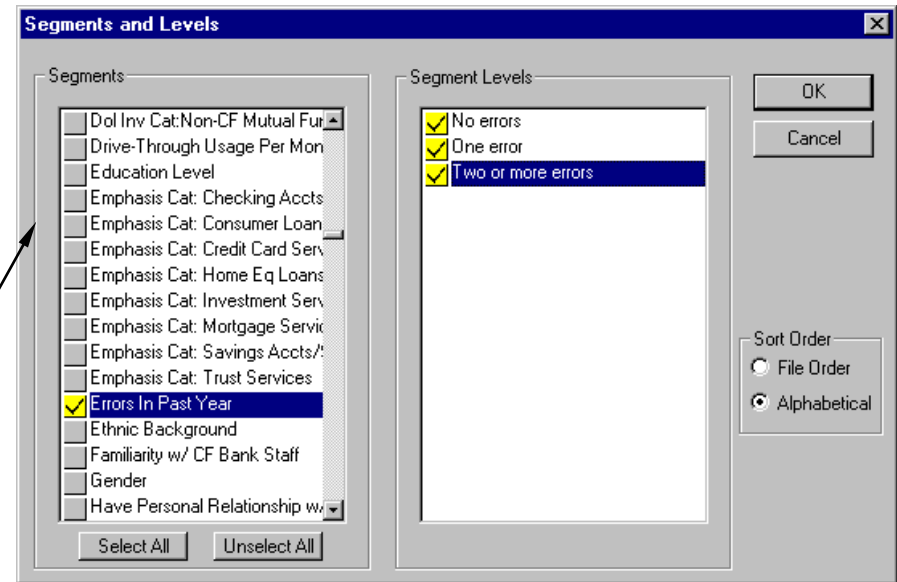 Segments and Levels
Segments
Dol Inv Cat:Non-CF Mutual Fur
Drive-Through Usage Per Mon
Education Level
Emphasis Cat: Checking Accts
Emphasis Cat: Consumer Loan
Emphasis Cat: Credit Card Serv
Emphasis Cat: Home Eq Loans
Emphasis Cat: Investment Serv
Emphasis Cat: Mortgage Servic
Emphasis Cat: Savings Accts/
Emphasis Cat: Trust Services
Errors In Past Year
Ethnic Background
Familiarity w/ CF Bank Staff
Gender
Have Personal Relationship w/
Select All
Unselect All
Segment Levels
No errors
One error
Two or more errors
OK
Cancel
Sort Order
File Order
Alphabetical